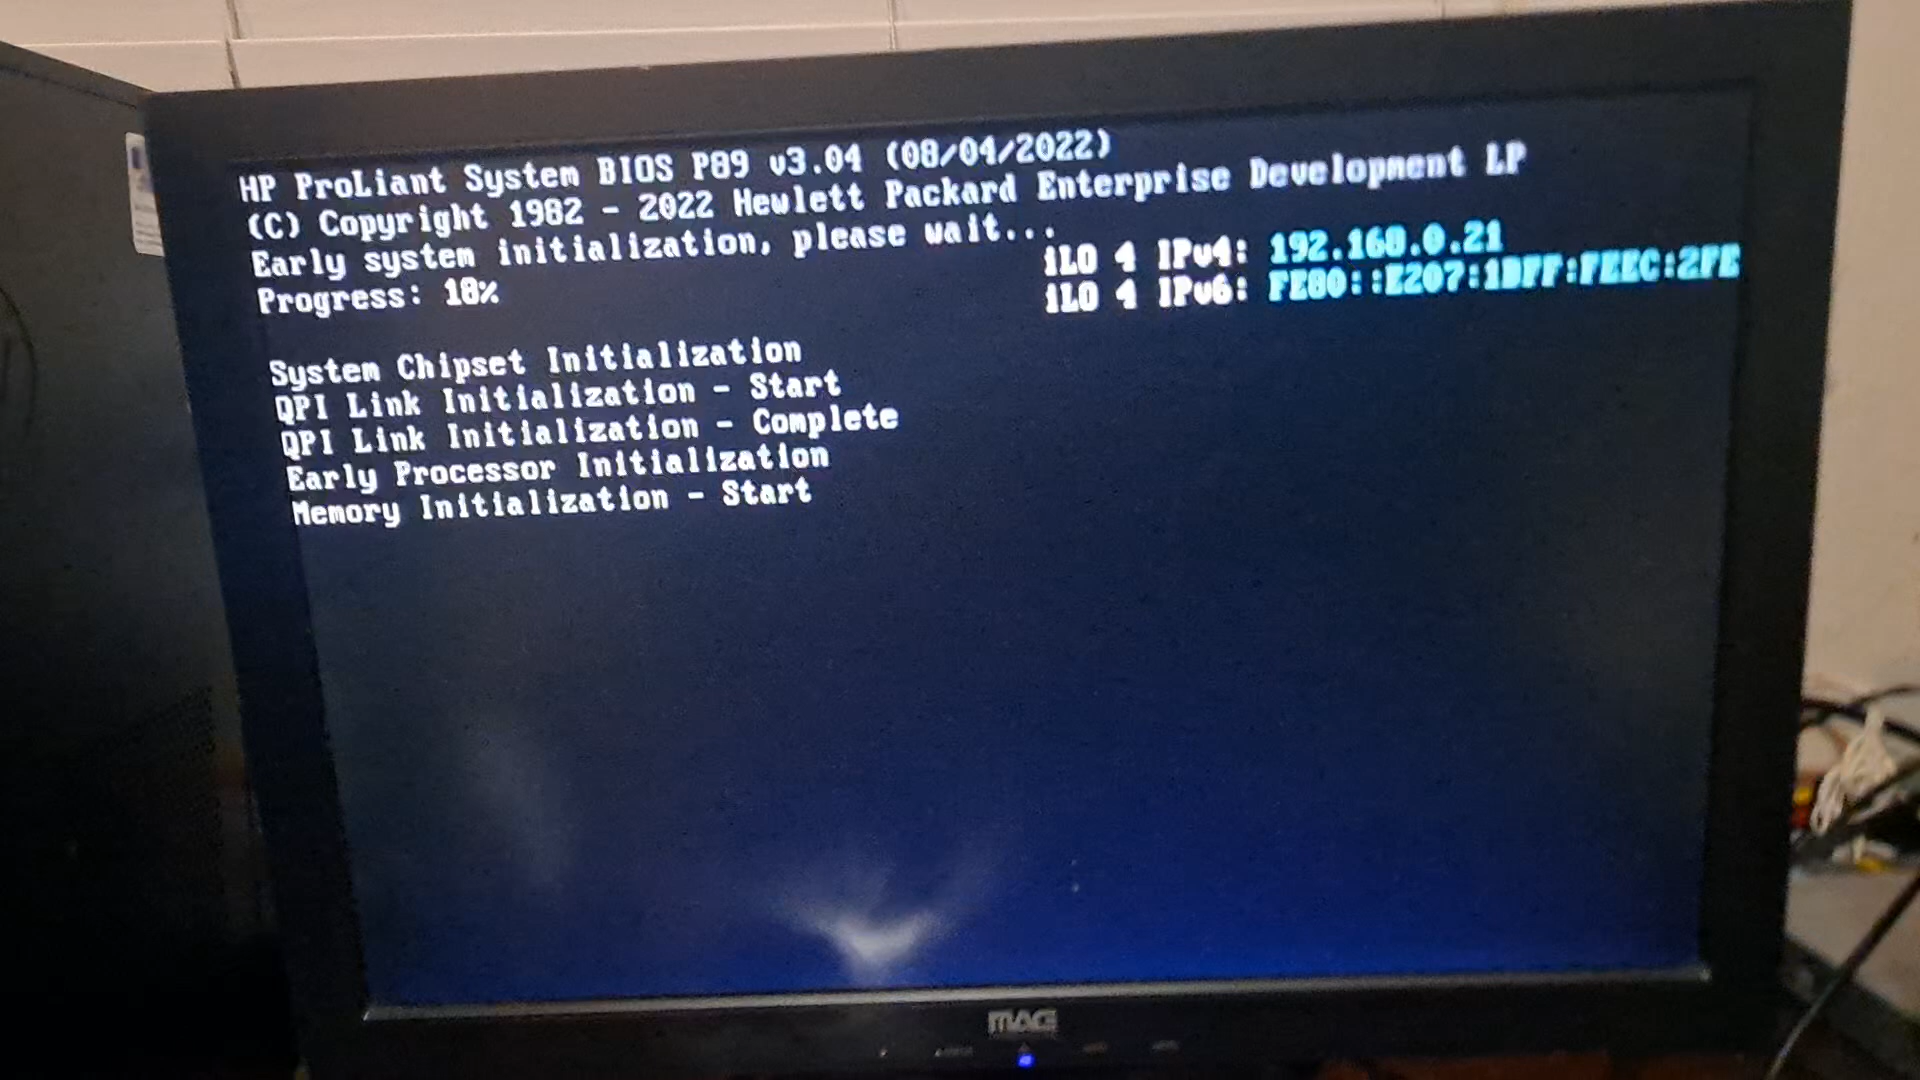 HP ProLiant System BIOS P89 v3.04 (08/04/2022)
(C) Copyright 1982 - 2022 Hewlett Packard Enterprise Development LP
Early system initialization, please wait...
iLO 4 IPv4: 192.168.0.21
Progress: 18%
iLO 4 IPv6: FE80::E207:1BFF:FEEC:2FE
System Chipset Initialization
QPI Link Initialization - Start
QPI Link Initialization - Complete
Early Processor Initialization
Memory Initialization - Start
MAG